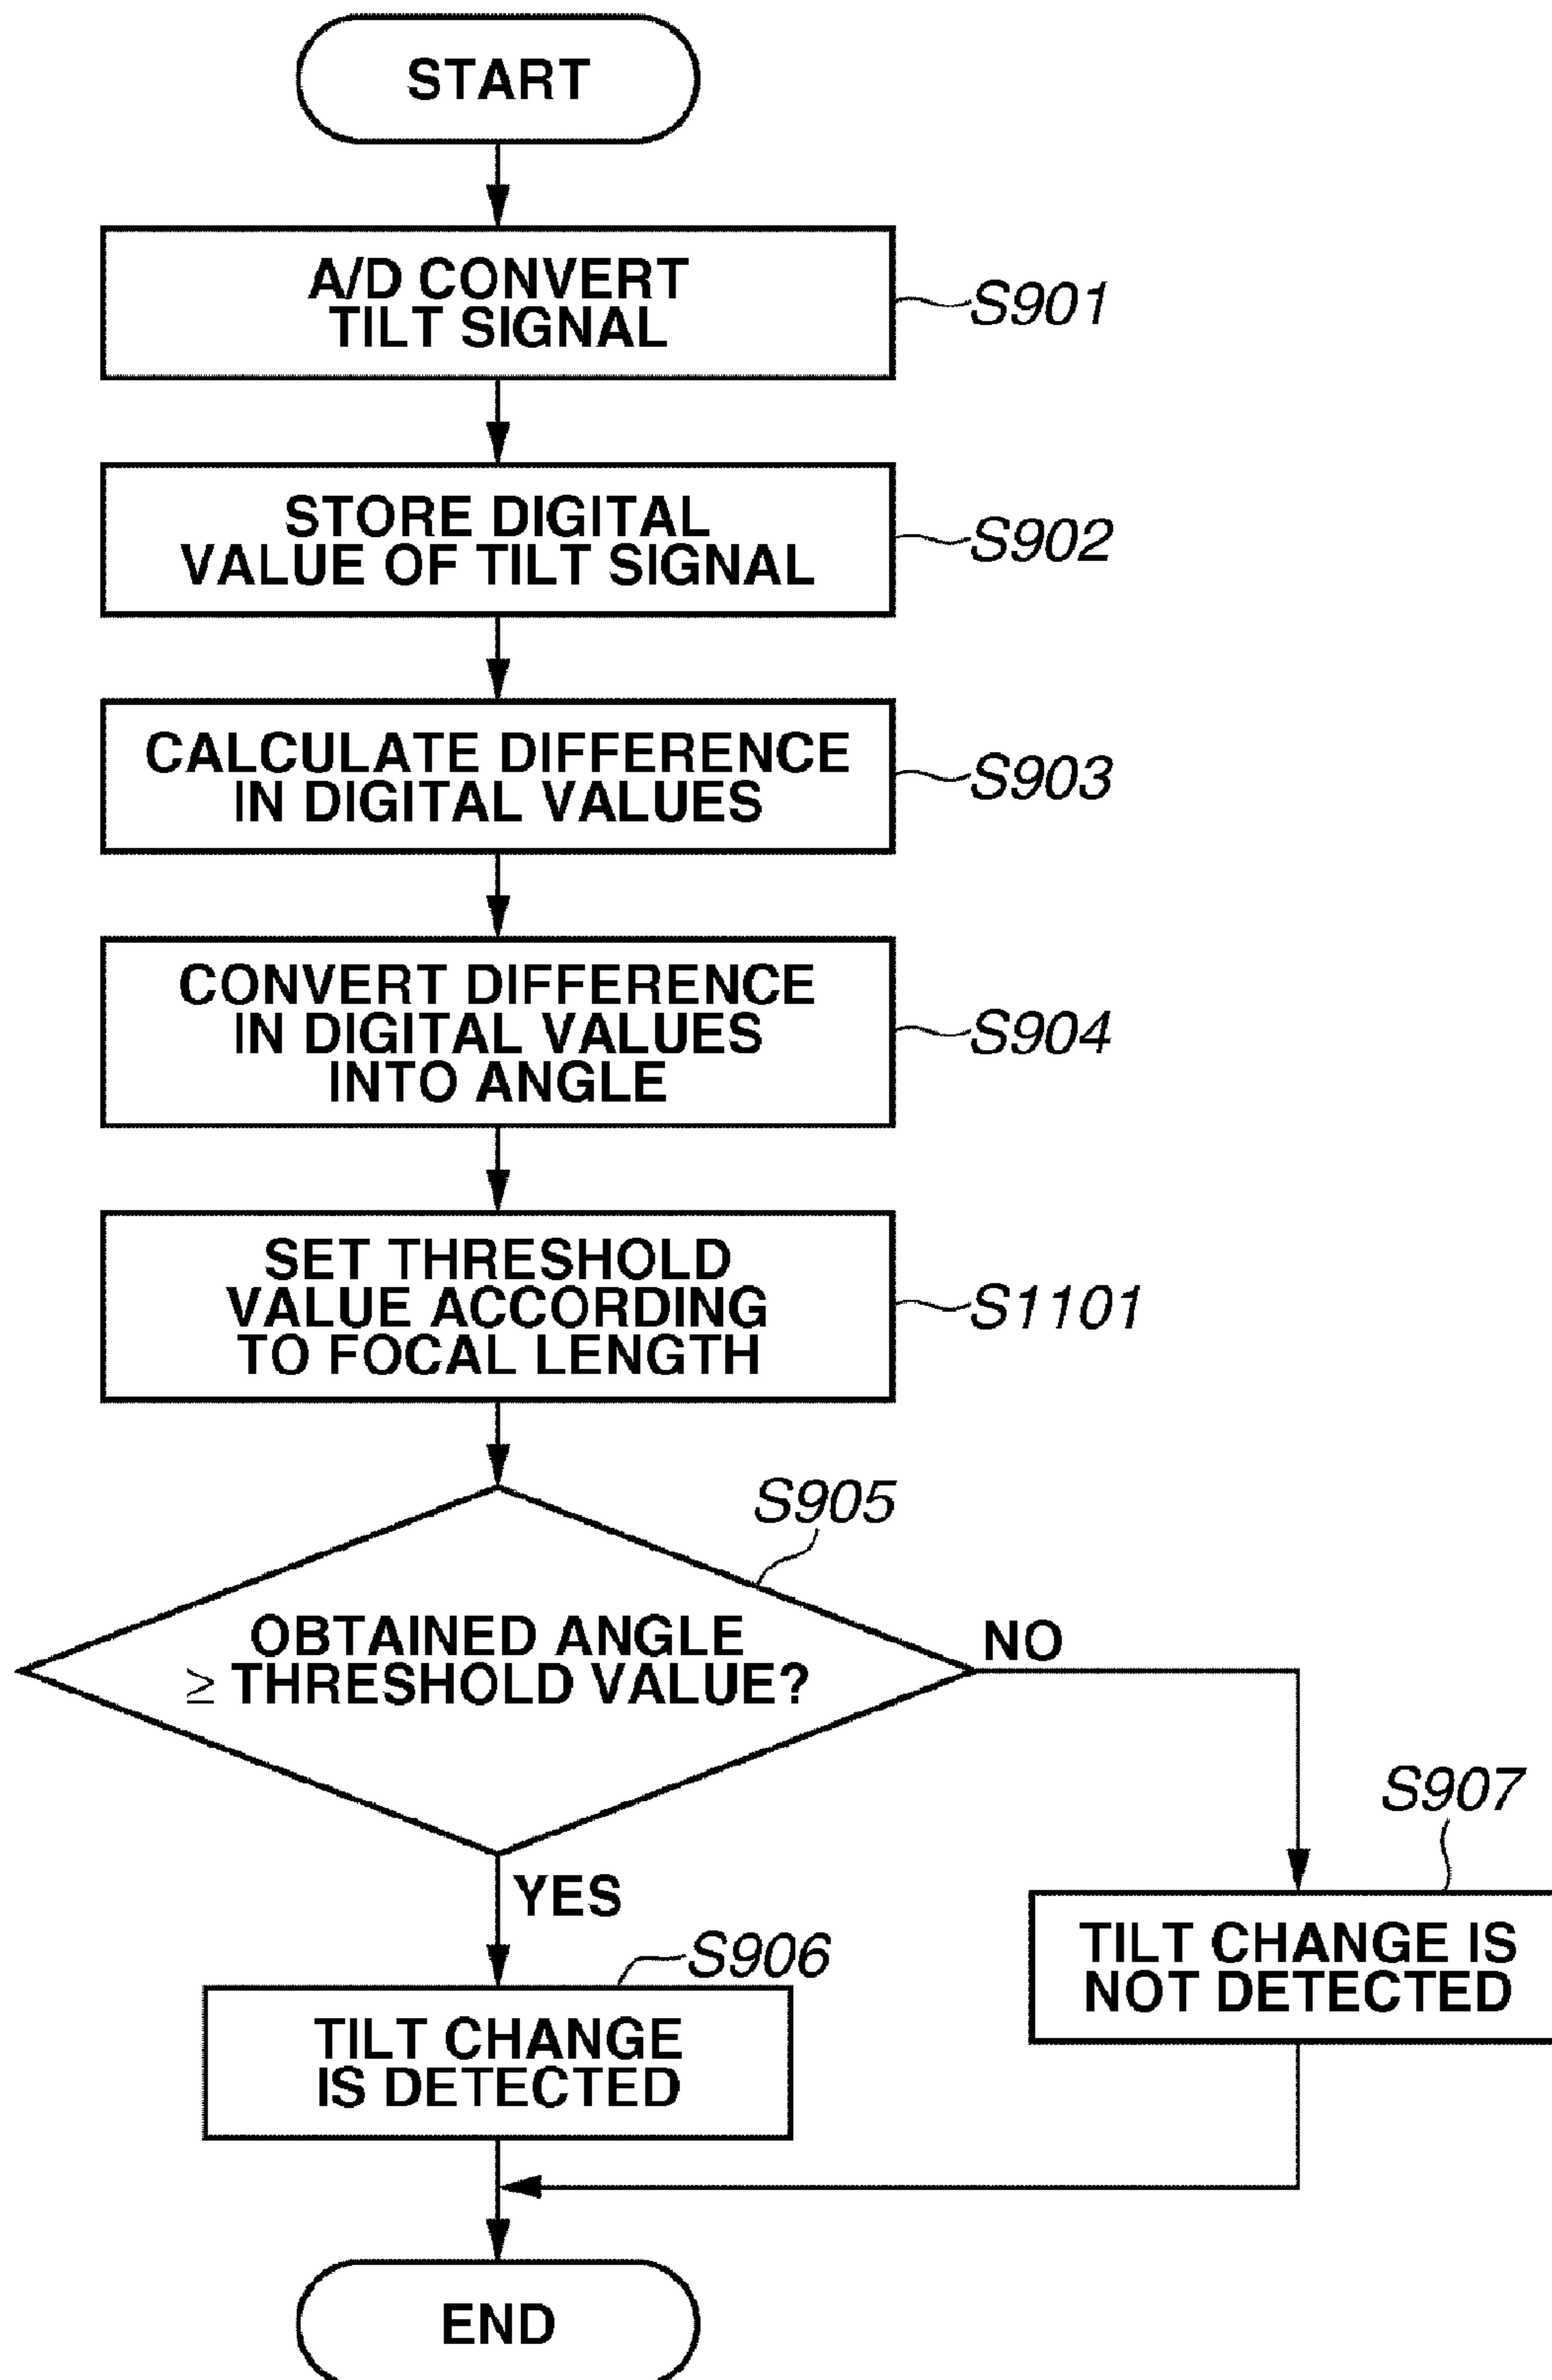 START
A/D CONVERT
TILT SIGNAL
S901
STORE DIGITAL
VALUE OF TILT SIGNAL
S902
CALCULATE DIFFERENCE
IN DIGITAL VALUES
S903
CONVERT DIFFERENCE
IN DIGITAL VALUES
INTO ANGLE
S904
SET THRESHOLD
VALUE ACCORDING
TO FOCAL LENGTH
S1101
S905
OBTAINED ANGLE
≥ THRESHOLD VALUE?
NO
YES
S907
TILT CHANGE IS
NOT DETECTED
S906
TILT CHANGE
IS DETECTED
END